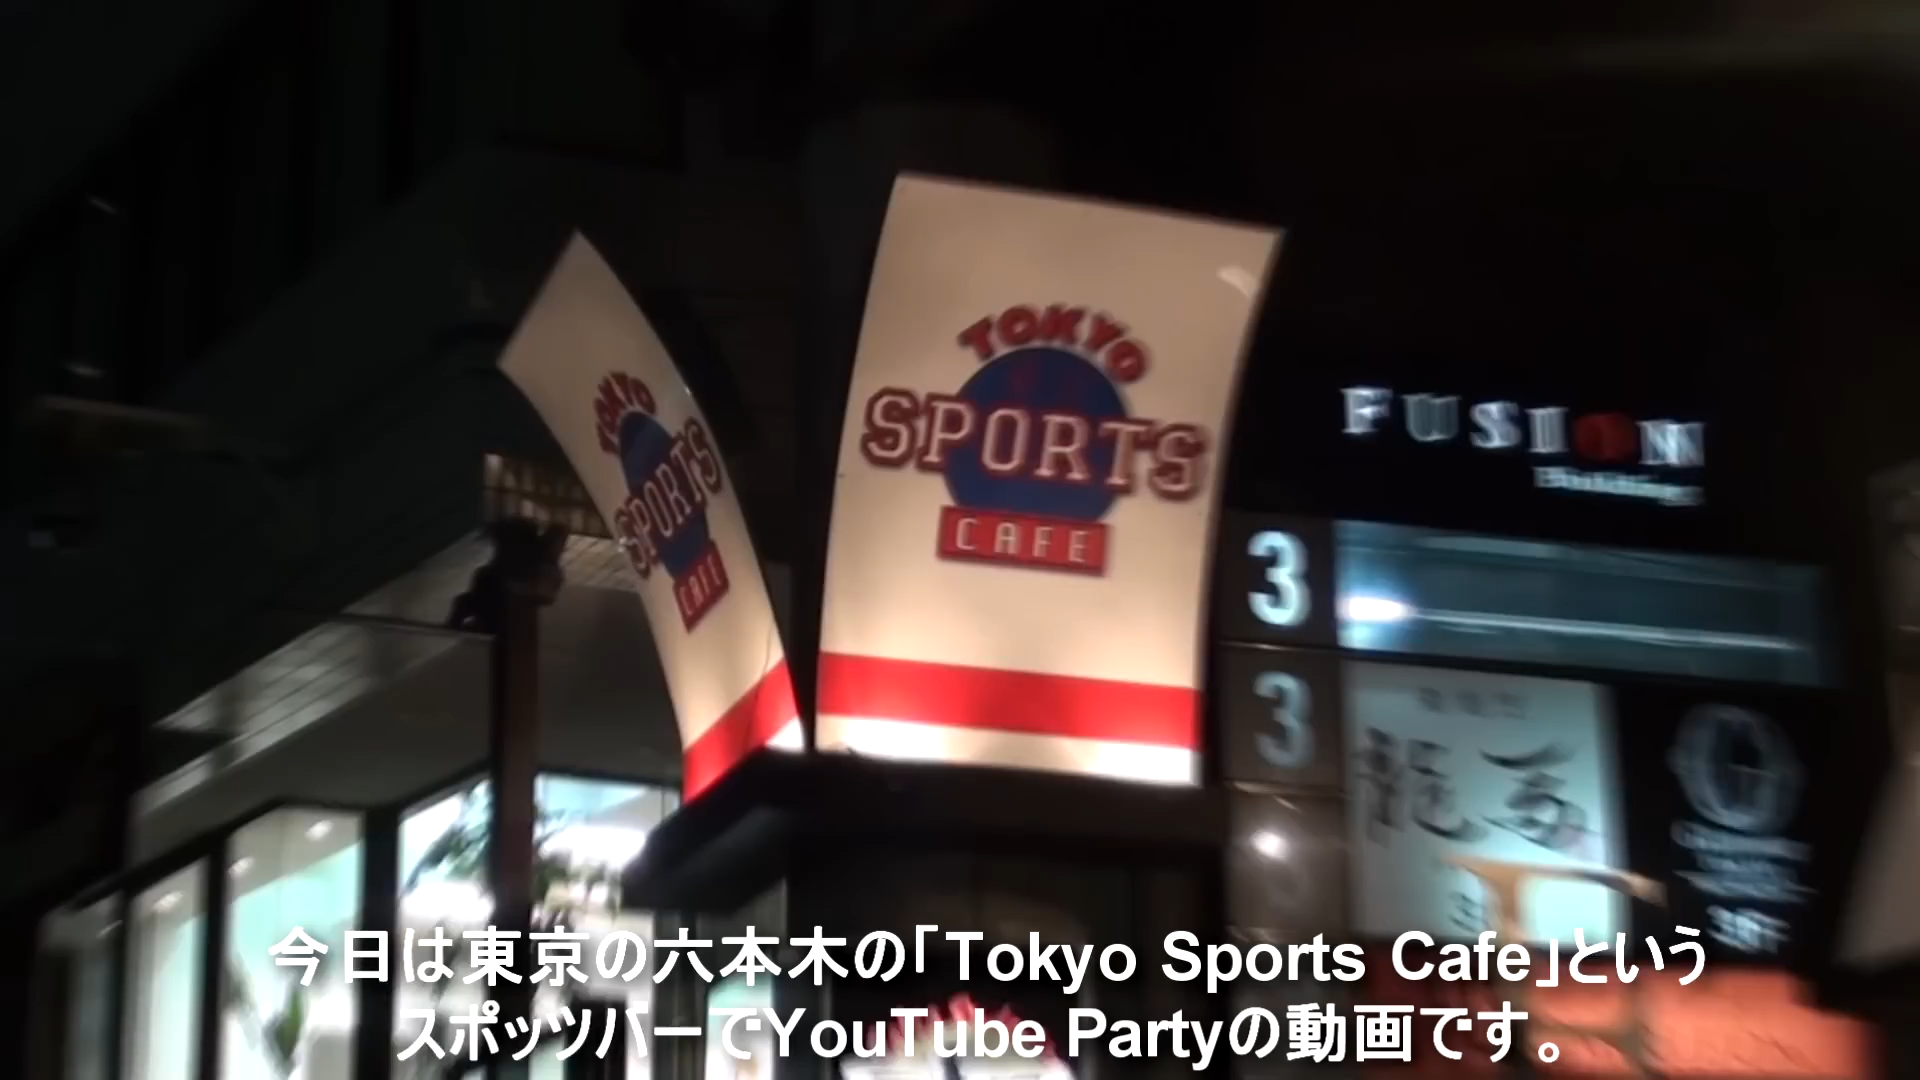 TOKYO
SPORTS
CAFE
TOKYO
SPORTS
CAFE
FUSION
Building
3
3
今日は東京の六本木の｢Tokyo Sports Cafe｣という
スポッツバーでYouTube Partyの動画です。